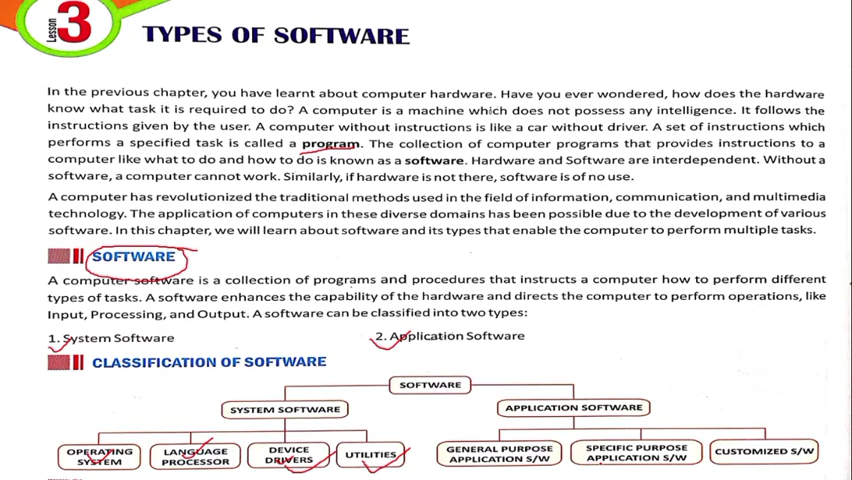 Lesson
3
TYPES OF SOFTWARE
In the previous chapter, you have learnt about computer hardware. Have you ever wondered, how does the hardware
know what task it is required to do? A computer is a machine which does not possess any intelligence. It follows the
instructions given by the user. A computer without instructions is like a car without driver. A set of instructions which
performs a specified task is called a program. The collection of computer programs that provides instructions to a
computer like what to do and how to do is known as a software. Hardware and Software are interdependent. Without a
software, a computer cannot work. Similarly, if hardware is not there, software is of no use.
A computer has revolutionized the traditional methods used in the field of information, communication, and multimedia
technology. The application of computers in these diverse domains has been possible due to the development of various
software. In this chapter, we will learn about software and its types that enable the computer to perform multiple tasks.
SOFTWARE
A computer software is a collection of programs and procedures that instructs a computer how to perform different
types of tasks. A software enhances the capability of the hardware and directs the computer to perform operations, like
Input, Processing, and Output. A software can be classified into two types:
1. System Software 2. Application Software
CLASSIFICATION OF SOFTWARE
SOFTWARE
SYSTEM SOFTWARE APPLICATION SOFTWARE
OPERATING SYSTEM
LANGUAGE PROCESSOR
DEVICE DRIVERS
UTILITIES
GENERAL PURPOSE APPLICATION S/W
SPECIFIC PURPOSE APPLICATION S/W
CUSTOMIZED S/W